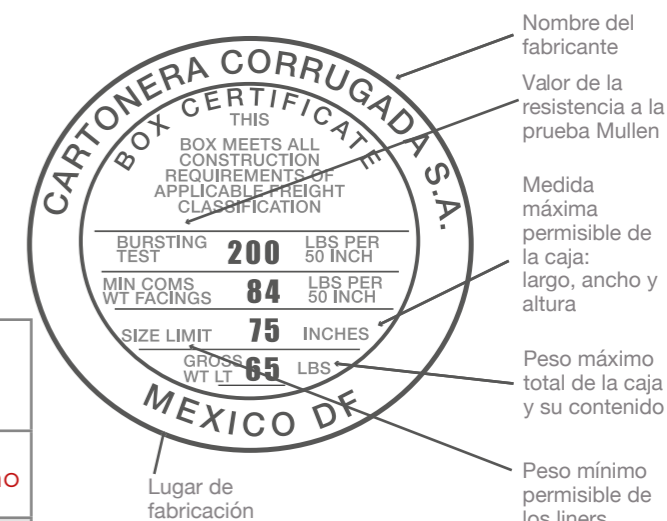 CARTONERA CORRUGADA S.A.
BOX CERTIFICATE
THIS
BOX MEETS ALL
CONSTRUCTION
REQUIREMENTS OF
APPLICABLE FREIGHT
CLASSIFICATION
BURSTING TEST 200 LBS PER 50 INCH
MIN COMS WT FACINGS 84 LBS PER 50 INCH
SIZE LIMIT 75 INCHES
GROSS WT LT 65 LBS
MEXICO DF
Nombre del
fabricante
Valor de la
resistencia a la
prueba Mullen
Medida
máxima
permisible de
la caja:
largo, ancho y
altura
Peso máximo
total de la caja
y su contenido
Peso mínimo
permisible de
los liners
Lugar de
fabricación